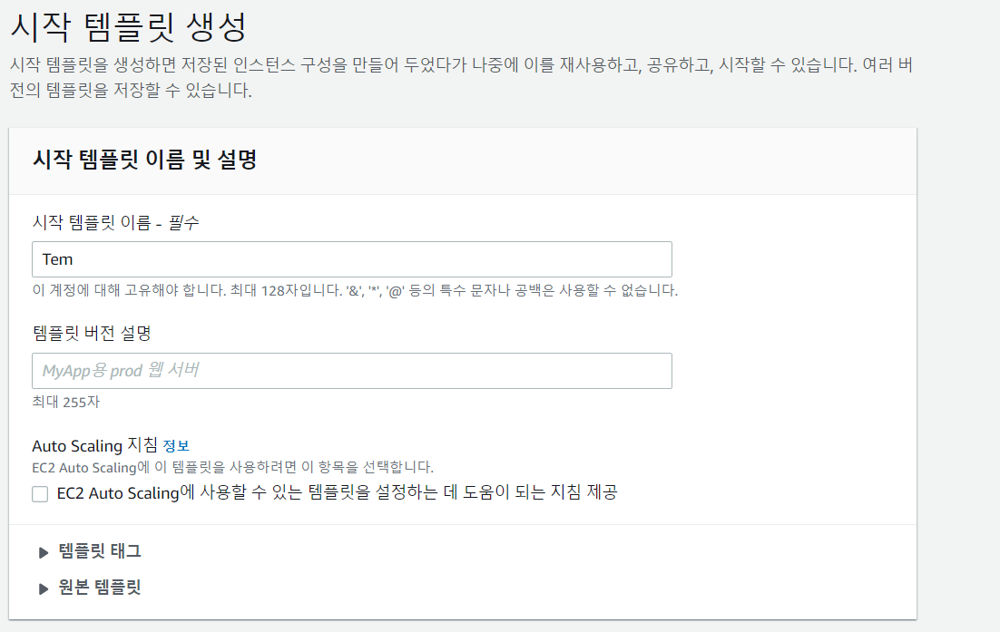 시작 템플릿 생성
시작 템플릿을 생성하면 저장된 인스턴스 구성을 만들어 두었다가 나중에 이를 재사용하고, 공유하고, 시작할 수 있습니다. 여러 버
전의 템플릿을 저장할 수 있습니다.
시작 템플릿 이름 및 설명
시작 템플릿 이름 - 필수
Tem
이 계정에 대해 고유해야 합니다. 최대 128자입니다. '&', '*', '@' 등의 특수 문자나 공백은 사용할 수 없습니다.
템플릿 버전 설명
MyApp용 prod 웹 서버
최대 255자
Auto Scaling 지침 정보
EC2 Auto Scaling에 이 템플릿을 사용하려면 이 항목을 선택합니다.
EC2 Auto Scaling에 사용할 수 있는 템플릿을 설정하는 데 도움이 되는 지침 제공
템플릿 태그
원본 템플릿